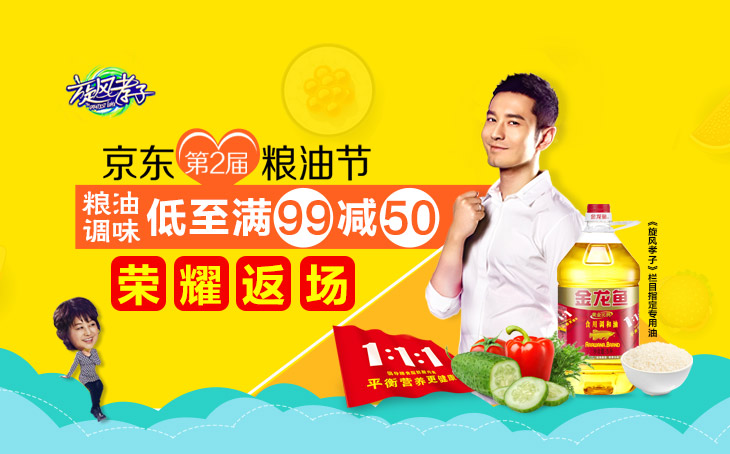 旋风孝子
京东 第2届 粮油节
粮油
调味
低至满99减50
荣耀返场
《旋风孝子》栏目指定专用油
金龙鱼
食用调和油
ARAWANA BRAND
1:1:1
平衡营养更健康